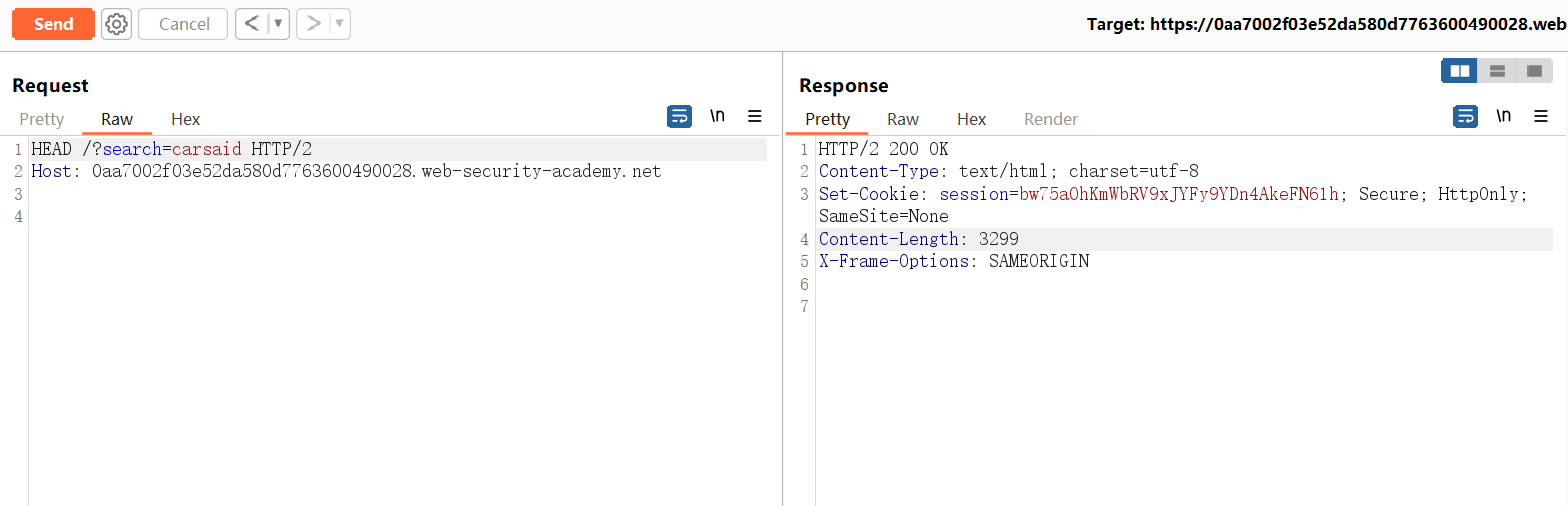 Send Cancel < > Target: https://0aa7002f03e52da580d7763600490028.web
Request
Pretty Raw Hex \n
1 HEAD /?search=carsaid HTTP/2
2 Host: 0aa7002f03e52da580d7763600490028.web-security-academy.net
3
4
Response
Pretty Raw Hex Render \n
1 HTTP/2 200 OK
2 Content-Type: text/html; charset=utf-8
3 Set-Cookie: session=bw75aOhKmWbRV9xJYFy9YDn4AkeFN61h; Secure; HttpOnly;
SameSite=None
4 Content-Length: 3299
5 X-Frame-Options: SAMEORIGIN
6
7